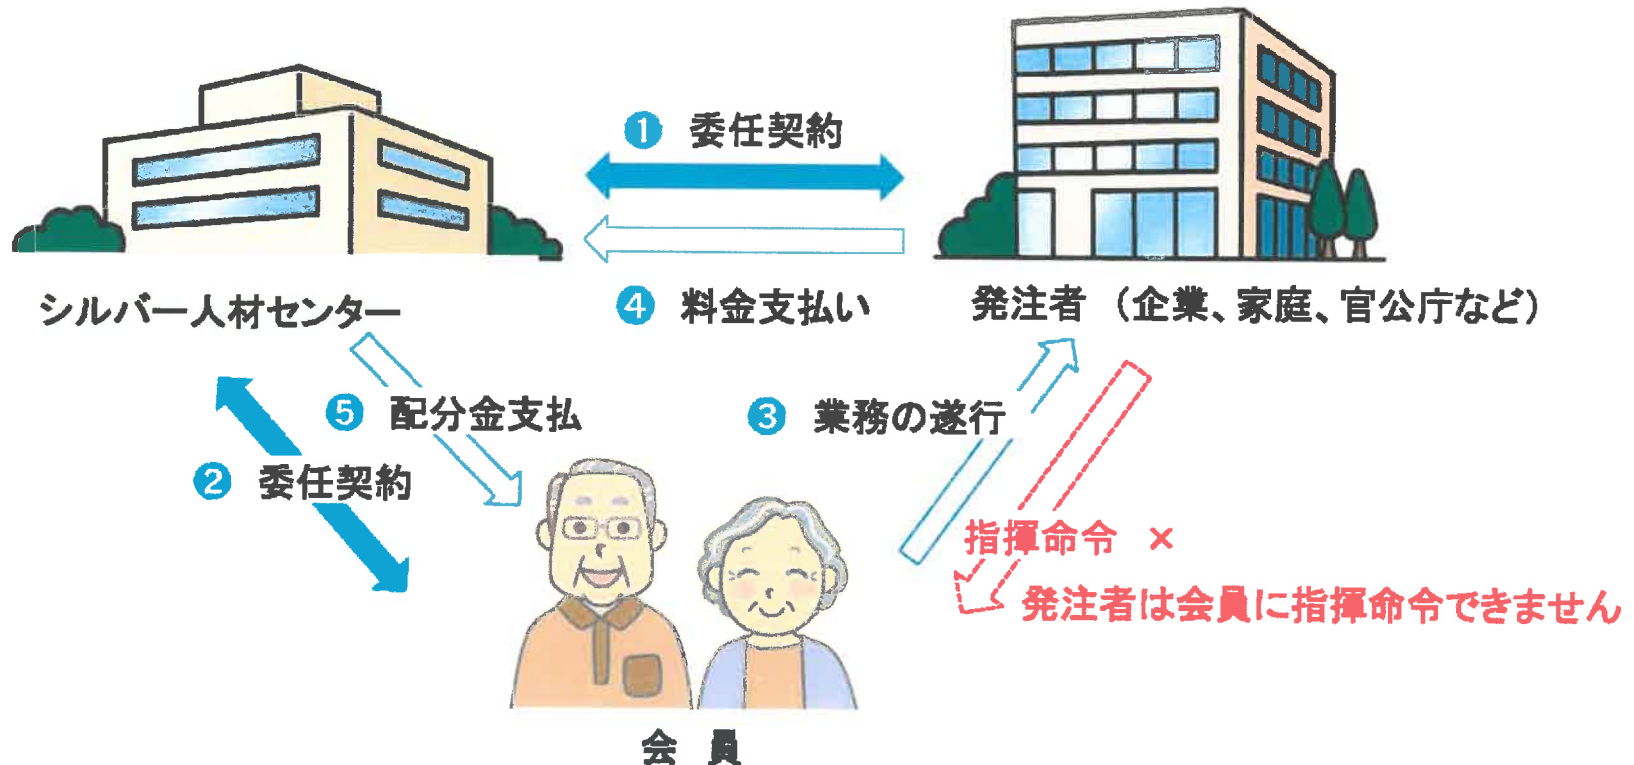 ❶ 委任契約
❹ 料金支払い
シルバー人材センター
発注者 （企業、家庭、官公庁など）
❺ 配分金支払
❸ 業務の遂行
❷ 委任契約
指揮命令 ×
発注者は会員に指揮命令できません
会 員